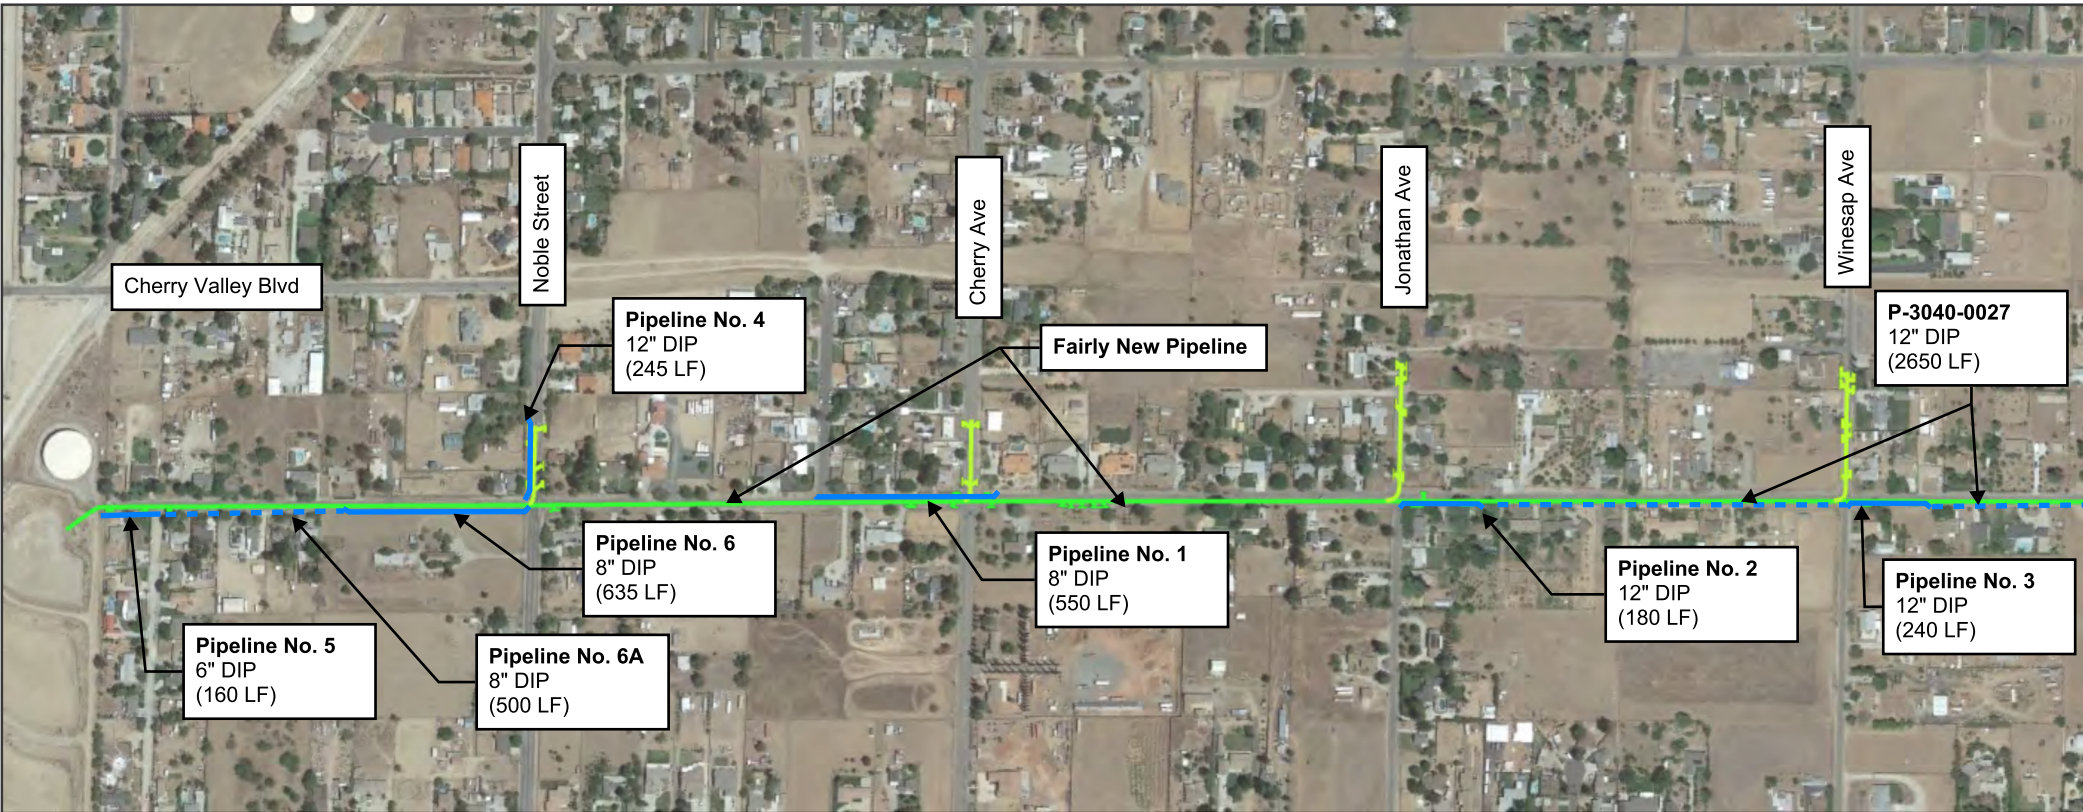 Noble Street
Cherry Ave
Jonathan Ave
Winesap Ave
Cherry Valley Blvd
Pipeline No. 4
12" DIP
(245 LF)
Fairly New Pipeline
P-3040-0027
12" DIP
(2650 LF)
Pipeline No. 6
8" DIP
(635 LF)
Pipeline No. 1
8" DIP
(550 LF)
Pipeline No. 2
12" DIP
(180 LF)
Pipeline No. 3
12" DIP
(240 LF)
Pipeline No. 5
6" DIP
(160 LF)
Pipeline No. 6A
8" DIP
(500 LF)